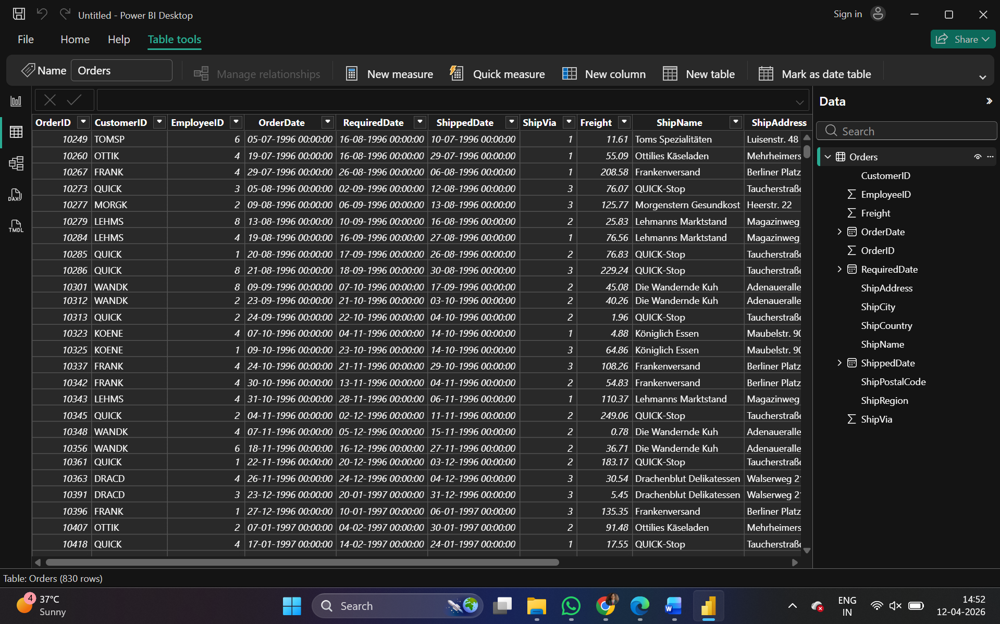 Untitled - Power BI Desktop
Sign in
File Home Help Table tools
Share
Name Orders
Manage relationships New measure Quick measure New column New table Mark as date table
Data
OrderID CustomerID EmployeeID OrderDate RequiredDate ShippedDate ShipVia Freight ShipName ShipAddress
10249 TOMSP 6 05-07-1996 00:00:00 16-08-1996 00:00:00 10-07-1996 00:00:00 1 11.61 Toms Spezialitäten Luisenstr. 48
10260 OTTIK 4 19-07-1996 00:00:00 16-08-1996 00:00:00 29-07-1996 00:00:00 1 55.09 Ottilies Käseladen Mehrheimers
10267 FRANK 4 29-07-1996 00:00:00 26-08-1996 00:00:00 06-08-1996 00:00:00 1 208.58 Frankenversand Berliner Platz
10273 QUICK 3 05-08-1996 00:00:00 02-09-1996 00:00:00 12-08-1996 00:00:00 3 76.07 QUICK-Stop Taucherstraße
10277 MORGK 2 09-08-1996 00:00:00 06-09-1996 00:00:00 13-08-1996 00:00:00 3 125.77 Morgenstern Gesundkost Heerstr. 22
10279 LEHMS 8 13-08-1996 00:00:00 10-09-1996 00:00:00 16-08-1996 00:00:00 2 25.83 Lehmanns Marktstand Magazinweg
10284 LEHMS 4 19-08-1996 00:00:00 16-09-1996 00:00:00 27-08-1996 00:00:00 1 76.56 Lehmanns Marktstand Magazinweg
10285 QUICK 1 20-08-1996 00:00:00 17-09-1996 00:00:00 26-08-1996 00:00:00 2 76.83 QUICK-Stop Taucherstraße
10286 QUICK 8 21-08-1996 00:00:00 18-09-1996 00:00:00 30-08-1996 00:00:00 3 229.24 QUICK-Stop Taucherstraße
10301 WANDK 8 09-09-1996 00:00:00 07-10-1996 00:00:00 17-09-1996 00:00:00 2 45.08 Die Wandernde Kuh Adenaueralle
10312 WANDK 2 23-09-1996 00:00:00 21-10-1996 00:00:00 03-10-1996 00:00:00 2 40.26 Die Wandernde Kuh Adenaueralle
10313 QUICK 2 24-09-1996 00:00:00 22-10-1996 00:00:00 04-10-1996 00:00:00 2 1.96 QUICK-Stop Taucherstraße
10323 KOENE 4 07-10-1996 00:00:00 04-11-1996 00:00:00 14-10-1996 00:00:00 1 4.88 Königlich Essen Maubelstr. 90
10325 KOENE 1 09-10-1996 00:00:00 23-10-1996 00:00:00 14-10-1996 00:00:00 3 64.86 Königlich Essen Maubelstr. 90
10337 FRANK 4 24-10-1996 00:00:00 21-11-1996 00:00:00 29-10-1996 00:00:00 3 108.26 Frankenversand Berliner Platz
10342 FRANK 4 30-10-1996 00:00:00 13-11-1996 00:00:00 04-11-1996 00:00:00 2 54.83 Frankenversand Berliner Platz
10343 LEHMS 4 31-10-1996 00:00:00 28-11-1996 00:00:00 06-11-1996 00:00:00 1 110.37 Lehmanns Marktstand Magazinweg
10345 QUICK 2 04-11-1996 00:00:00 02-12-1996 00:00:00 11-11-1996 00:00:00 2 249.06 QUICK-Stop Taucherstraße
10348 WANDK 4 07-11-1996 00:00:00 05-12-1996 00:00:00 15-11-1996 00:00:00 2 0.78 Die Wandernde Kuh Adenaueralle
10356 WANDK 6 18-11-1996 00:00:00 16-12-1996 00:00:00 27-11-1996 00:00:00 2 36.71 Die Wandernde Kuh Adenaueralle
10361 QUICK 1 22-11-1996 00:00:00 20-12-1996 00:00:00 03-12-1996 00:00:00 2 183.17 QUICK-Stop Taucherstraße
10363 DRACD 4 26-11-1996 00:00:00 24-12-1996 00:00:00 04-12-1996 00:00:00 3 30.54 Drachenblut Delikatessen Walserweg 21
10391 DRACD 3 23-12-1996 00:00:00 20-01-1997 00:00:00 31-12-1996 00:00:00 3 5.45 Drachenblut Delikatessen Walserweg 21
10396 FRANK 1 27-12-1996 00:00:00 10-01-1997 00:00:00 06-01-1997 00:00:00 3 135.35 Frankenversand Berliner Platz
10407 OTTIK 2 07-01-1997 00:00:00 04-02-1997 00:00:00 30-01-1997 00:00:00 2 91.48 Ottilies Käseladen Mehrheimers
10418 QUICK 4 17-01-1997 00:00:00 14-02-1997 00:00:00 24-01-1997 00:00:00 1 17.55 QUICK-Stop Taucherstraße
Search
Orders
CustomerID
EmployeeID
Freight
OrderDate
OrderID
RequiredDate
ShipAddress
ShipCity
ShipCountry
ShipName
ShippedDate
ShipPostalCode
ShipRegion
ShipVia
DAX
TMDL
Table: Orders (830 rows)
4
37°C
Sunny
Search
W
ENG
IN
14:52
12-04-2026